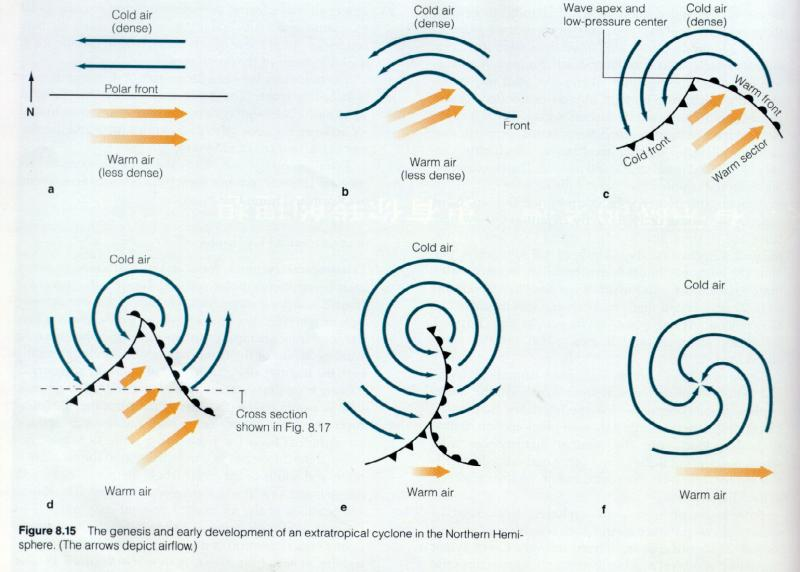 Cold air
(dense)
Polar front
N
Warm air
(less dense)
a
Cold air
(dense)
Front
Warm air
(less dense)
b
Wave apex and
low-pressure center
Cold air
(dense)
Warm front
Cold front
Warm sector
c
Cold air
Cross section
shown in Fig. 8.17
Warm air
d
Cold air
Warm air
e
Cold air
Warm air
f
Figure 8.15 The genesis and early development of an extratropical cyclone in the Northern Hemi-
sphere. (The arrows depict airflow.)